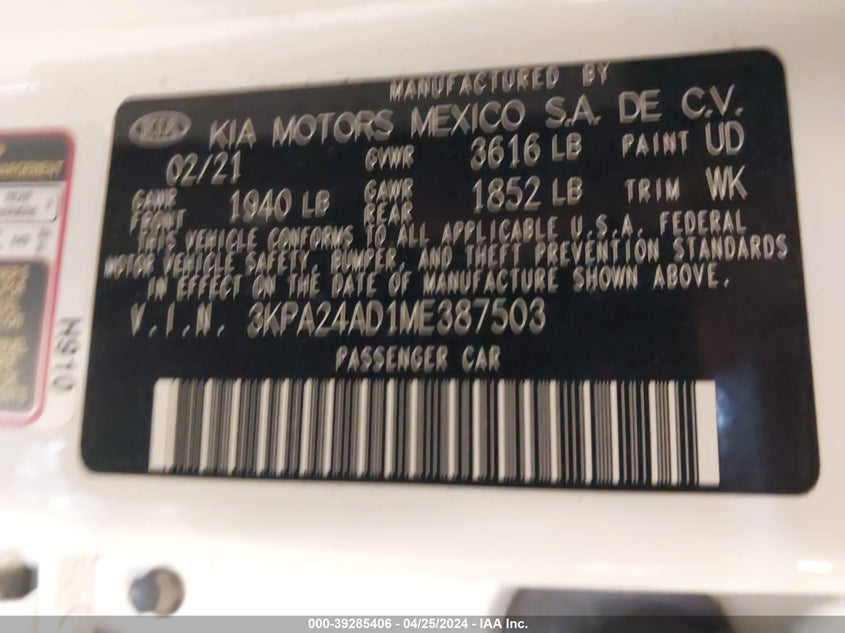 MANUFACTURED BY
KIA KIA MOTORS MEXICO S.A. DE C.V.
02/21 GVWR 3616 LB PAINT UD
GAWR FRONT 1940 LB GAWR REAR 1852 LB TRIM WK
THIS VEHICLE CONFORMS TO ALL APPLICABLE U.S.A. FEDERAL
MOTOR VEHICLE SAFETY, BUMPER, AND THEFT PREVENTION STANDARDS
IN EFFECT ON THE DATE OF MANUFACTURE SHOWN ABOVE.
V.I.N. 3KPA24AD1ME387503
PASSENGER CAR
H910
000-39285406 - 04/25/2024 - IAA Inc.